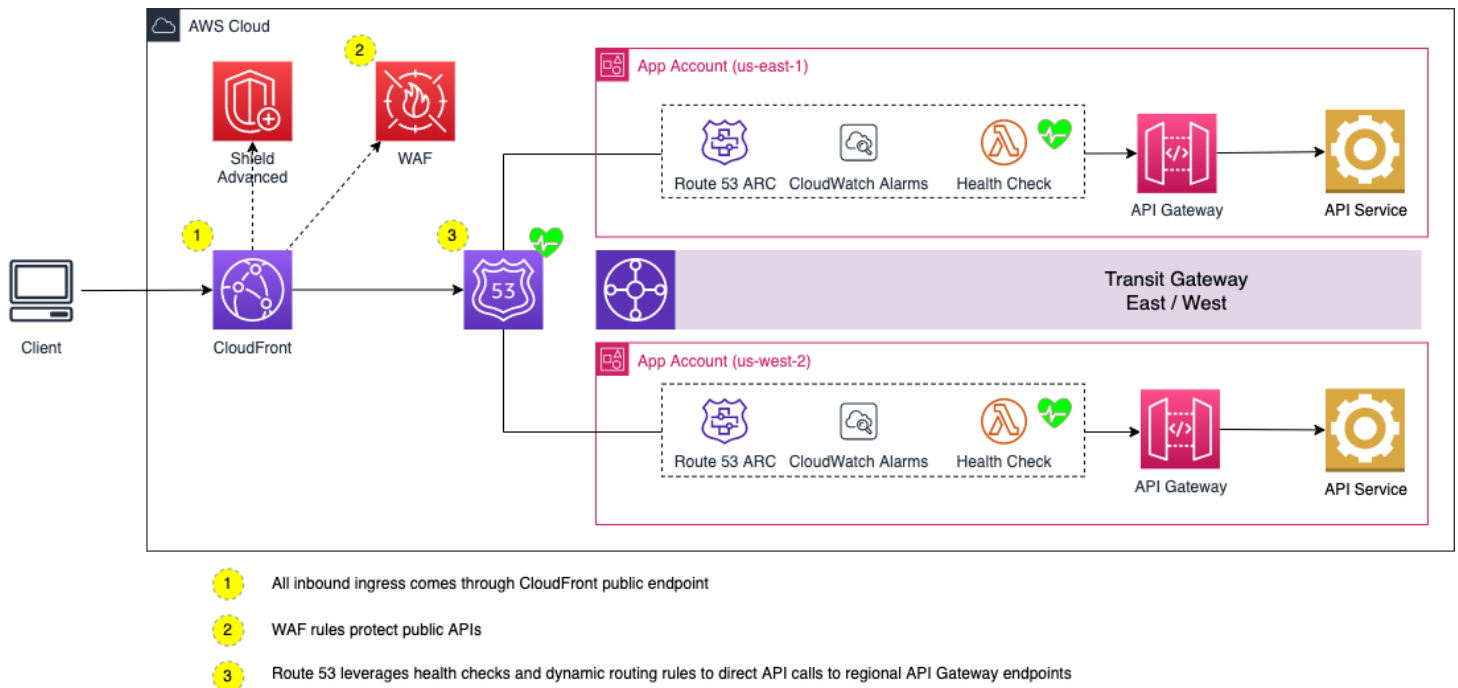 AWS Cloud
2
Shield
Advanced
WAF
1
3
Client
CloudFront
53
App Account (us-east-1)
Route 53 ARC
CloudWatch Alarms
Health Check
</>
API Gateway
API Service
Transit Gateway
East / West
App Account (us-west-2)
Route 53 ARC
CloudWatch Alarms
Health Check
</>
API Gateway
API Service
1 All inbound ingress comes through CloudFront public endpoint
2 WAF rules protect public APIs
3 Route 53 leverages health checks and dynamic routing rules to direct API calls to regional API Gateway endpoints